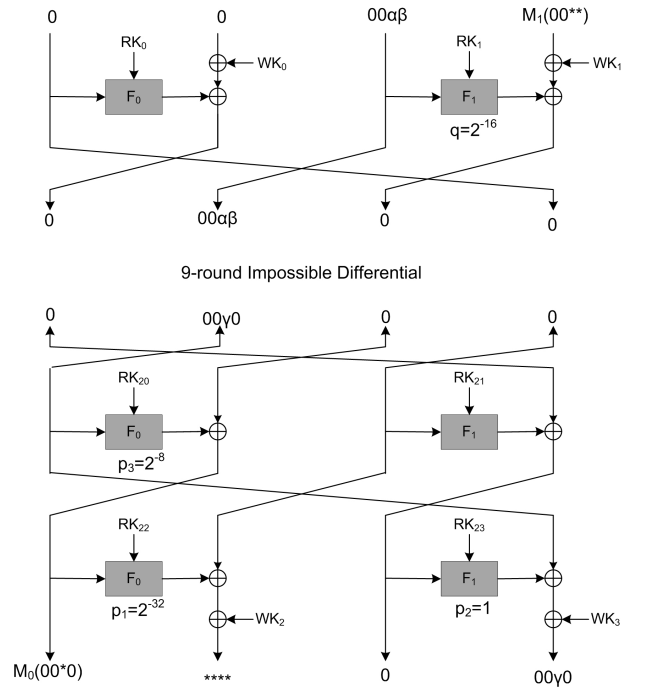 0 0 00αβ M₁(00**)
RK₀ RK₁
WK₀ WK₁
F₀ F₁
q=2⁻¹⁶
0 00αβ 0 0
9-round Impossible Differential
0 00γ0 0 0
RK₂₀ RK₂₁
F₀ F₁
p₃=2⁻⁸
RK₂₂ RK₂₃
F₀ F₁
p₁=2⁻³² p₂=1
WK₂ WK₃
M₀(00*0) **** 0 00γ0